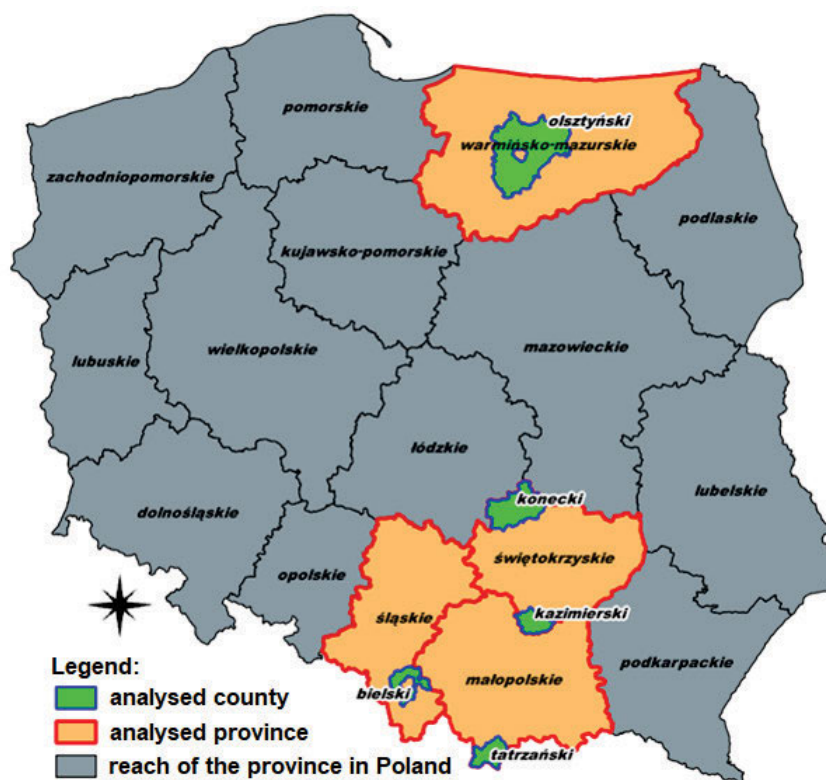 pomorskie
olsztyński
warmińsko-mazurskie
zachodniopomorskie
podlaskie
kujawsko-pomorskie
lubuskie
wielkopolskie
mazowieckie
łódzkie
lubelskie
konecki
dolnośląskie
świętokrzyskie
opolskie
kazimierski
śląskie
podkarpackie
małopolskie
bielski
tatrzański
Legend:
analysed county
analysed province
reach of the province in Poland